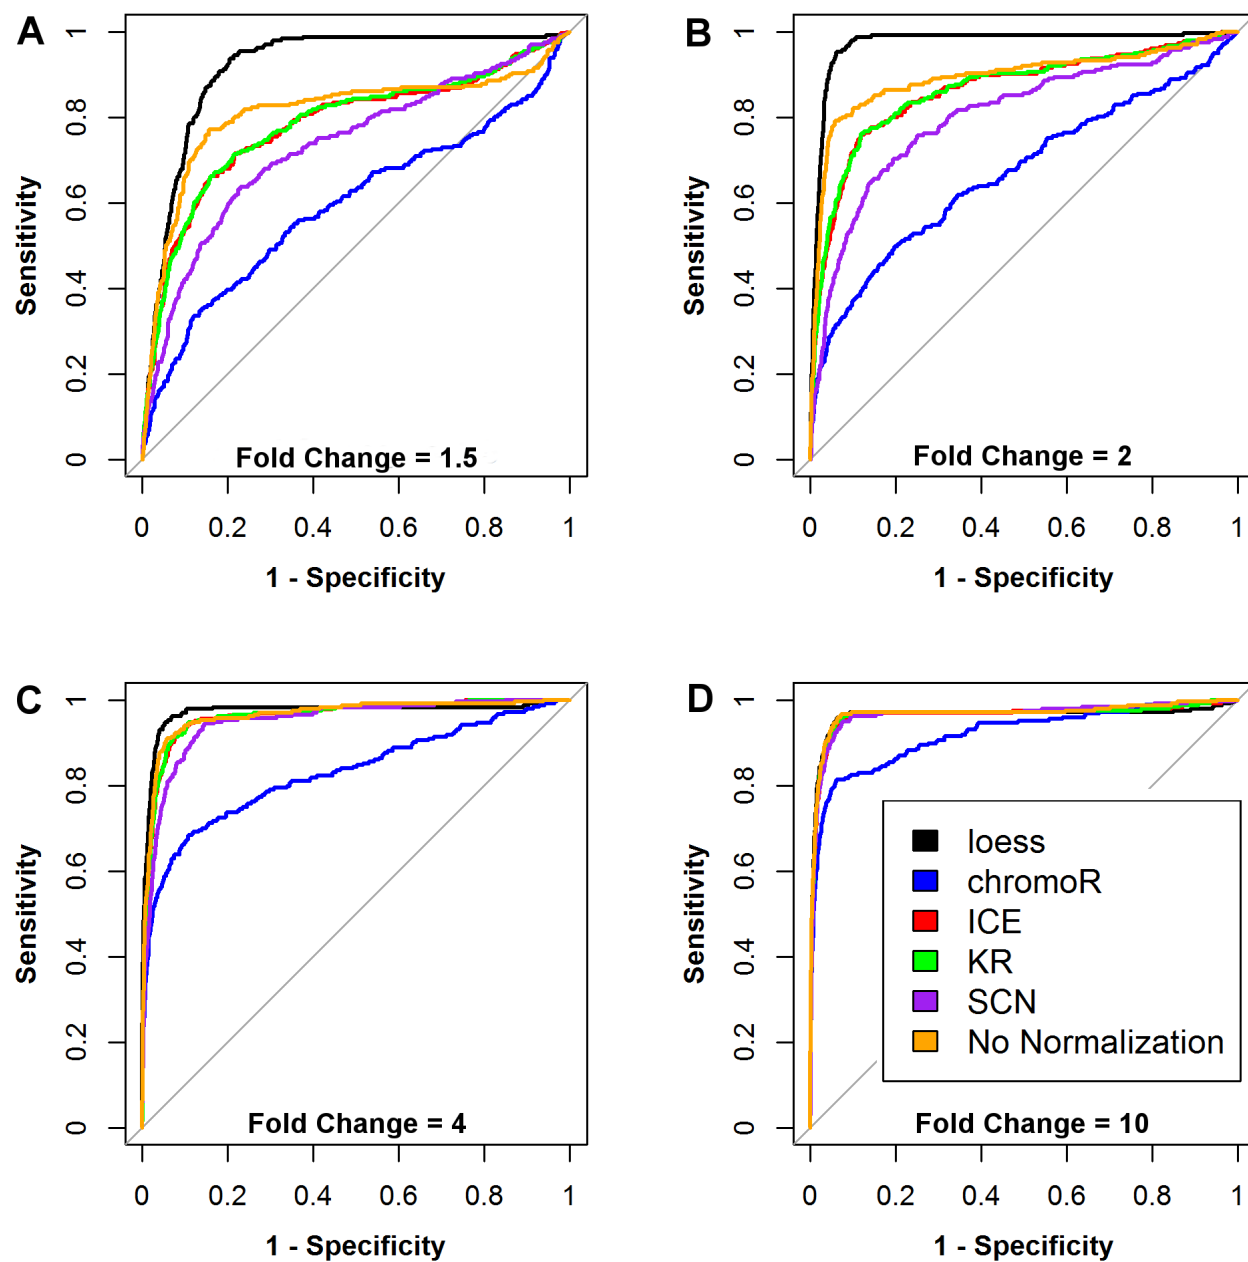 A
Sensitivity
0 0.2 0.4 0.6 0.8 1
Fold Change = 1.5
0 0.2 0.4 0.6 0.8 1
1 - Specificity
B
Sensitivity
0 0.2 0.4 0.6 0.8 1
Fold Change = 2
0 0.2 0.4 0.6 0.8 1
1 - Specificity
C
Sensitivity
0 0.2 0.4 0.6 0.8 1
Fold Change = 4
0 0.2 0.4 0.6 0.8 1
1 - Specificity
D
Sensitivity
0 0.2 0.4 0.6 0.8 1
loess
chromoR
ICE
KR
SCN
No Normalization
Fold Change = 10
0 0.2 0.4 0.6 0.8 1
1 - Specificity